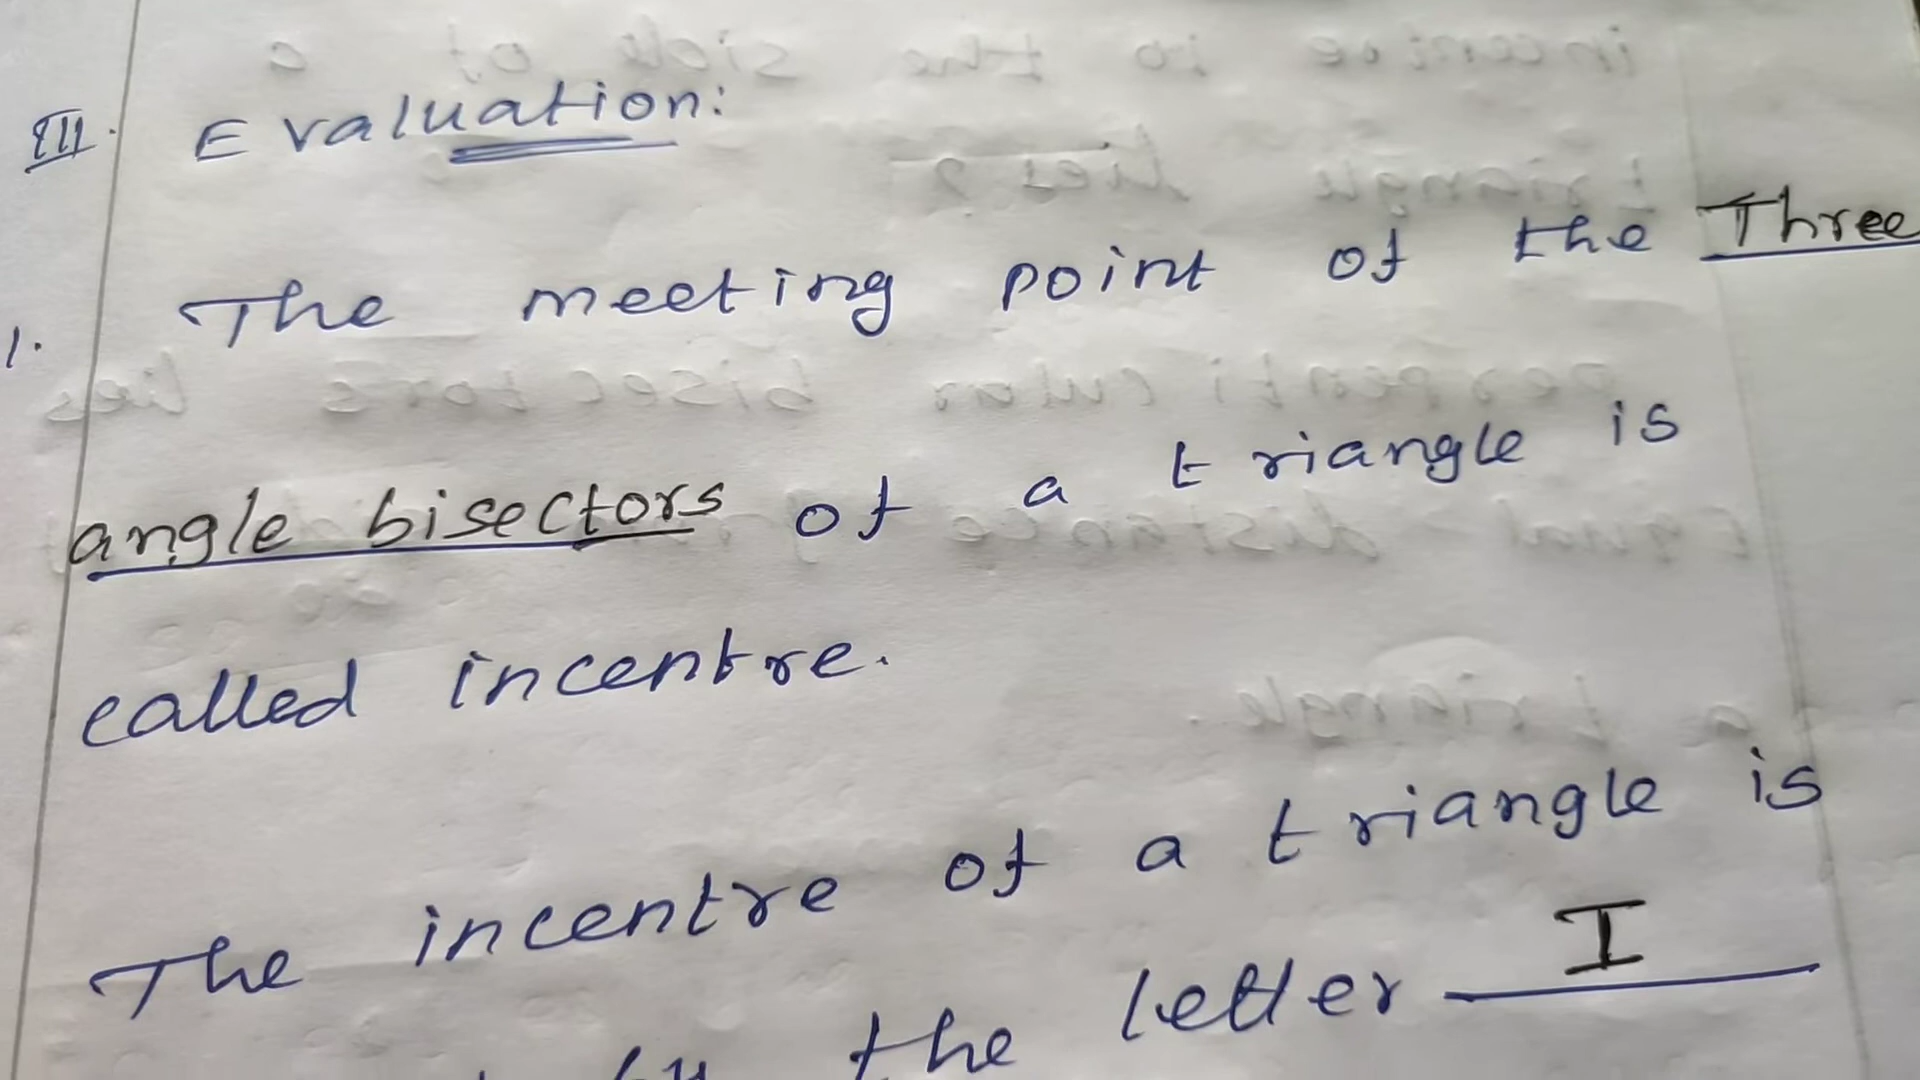 III. Evaluation:
1. The meeting point of the Three
angle bisectors of a triangle is
called incentre.
The incentre of a triangle is
the letter I